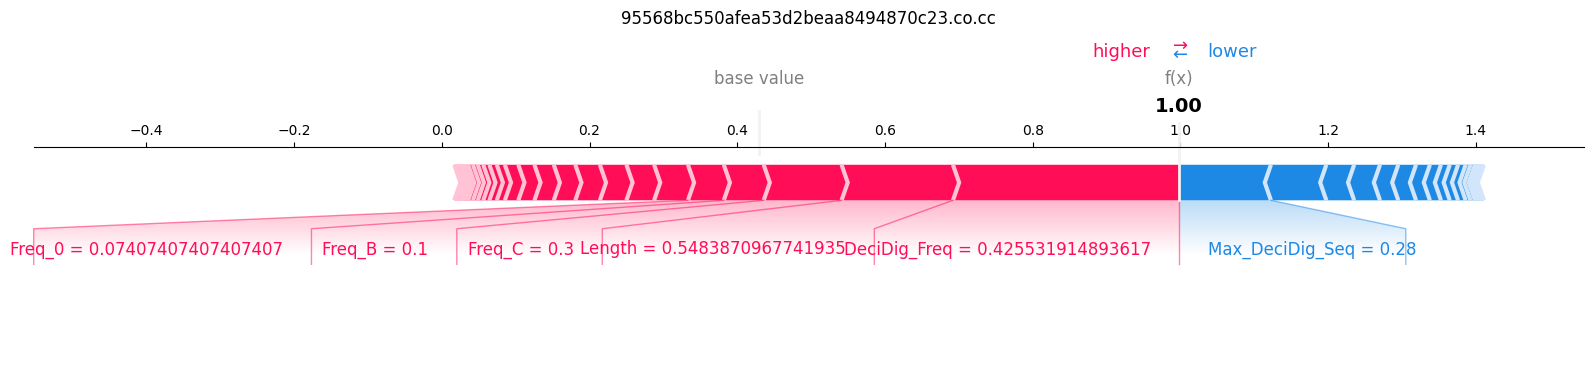 95568bc550afea53d2beaa8494870c23.co.cc
higher → ← lower
base value f(x)
1.00
−0.4 −0.2 0.0 0.2 0.4 0.6 0.8 1.0 1.2 1.4
Freq_0 = 0.07407407407407407 Freq_B = 0.1 Freq_C = 0.3 Length = 0.5483870967741935 DeciDig_Freq = 0.425531914893617 Max_DeciDig_Seq = 0.28